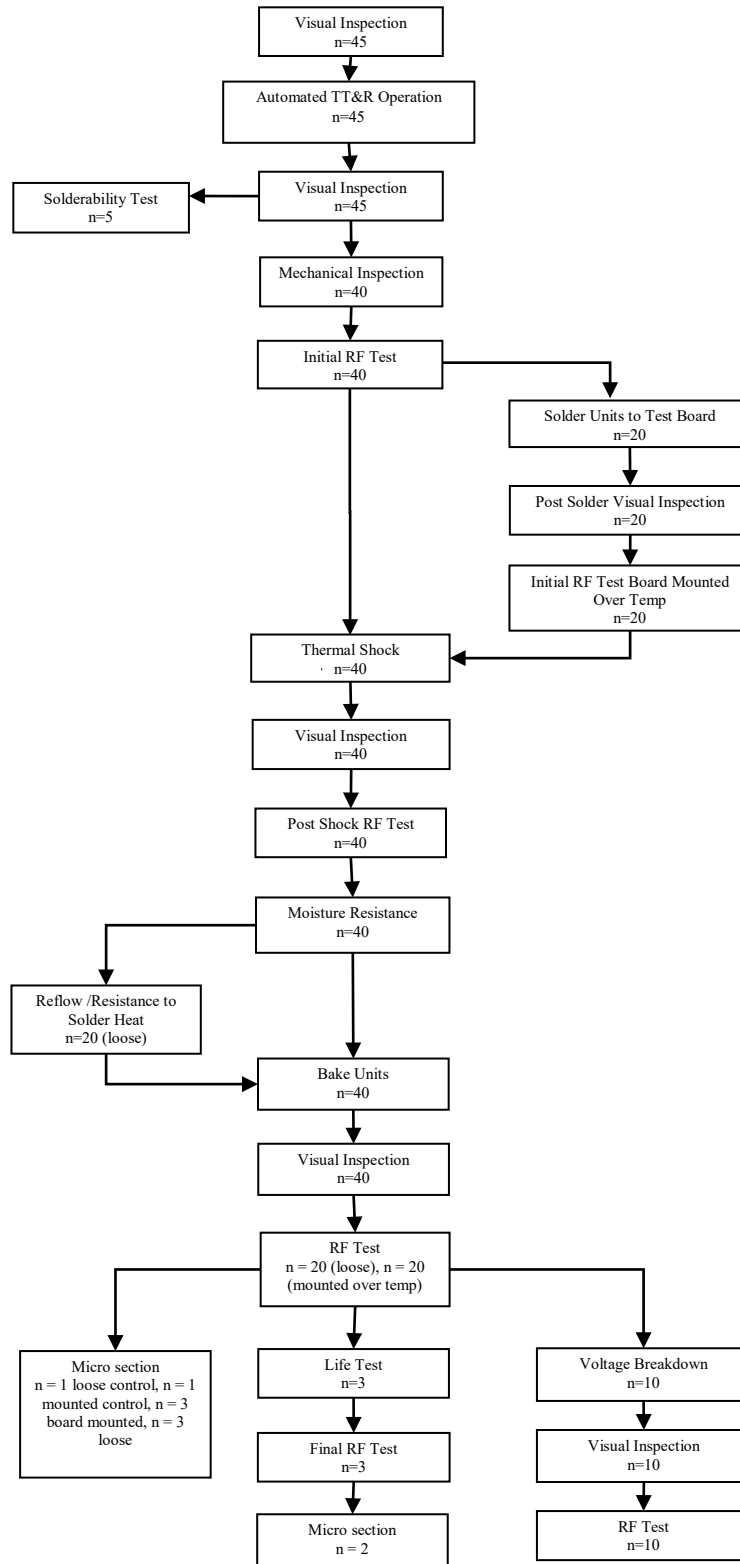 Visual Inspection
n=45
Automated TT&R Operation
n=45
Visual Inspection
n=45
Solderability Test
n=5
Mechanical Inspection
n=40
Initial RF Test
n=40
Solder Units to Test Board
n=20
Post Solder Visual Inspection
n=20
Initial RF Test Board Mounted
Over Temp
n=20
Thermal Shock
n=40
Visual Inspection
n=40
Post Shock RF Test
n=40
Moisture Resistance
n=40
Reflow /Resistance to
Solder Heat
n=20 (loose)
Bake Units
n=40
Visual Inspection
n=40
RF Test
n = 20 (loose), n = 20
(mounted over temp)
Micro section
n = 1 loose control, n = 1
mounted control, n = 3
board mounted, n = 3
loose
Life Test
n=3
Final RF Test
n=3
Micro section
n = 2
Voltage Breakdown
n=10
Visual Inspection
n=10
RF Test
n=10